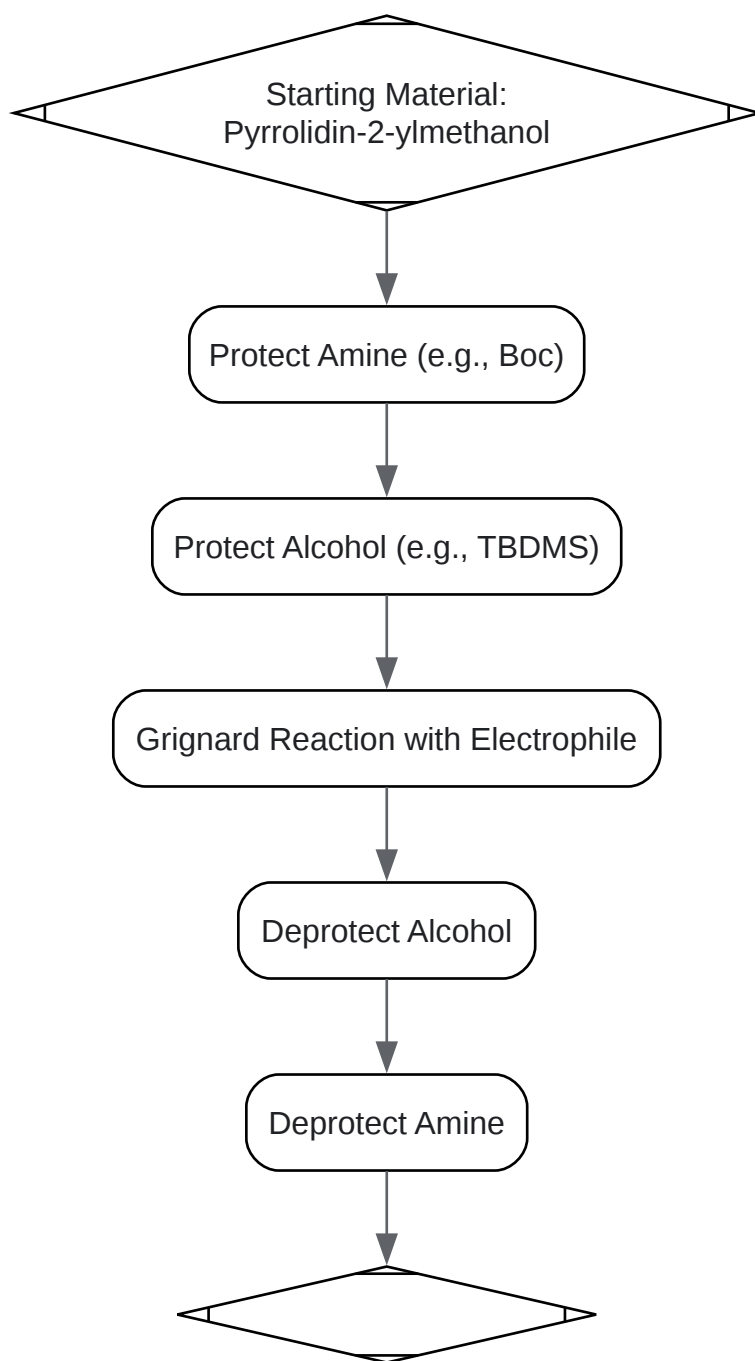 Starting Material:
Pyrrolidin-2-ylmethanol
Protect Amine (e.g., Boc)
Protect Alcohol (e.g., TBDMS)
Grignard Reaction with Electrophile
Deprotect Alcohol
Deprotect Amine